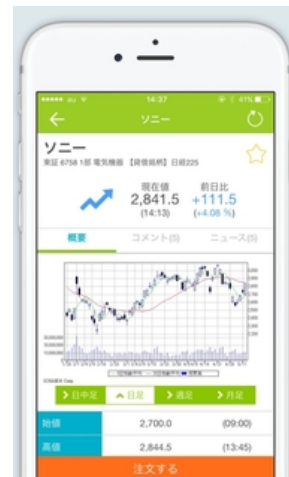 au 14:37 41%
ソニー
ソニー
東証 6758 1部 電気機器 【貸借銘柄】 日経225
現在値 前日比
2,841.5 +111.5
(14:13) (+4.08 %)
概要 コメント(5) ニュース(5)
日中足 日足 週足 月足
始値 2,700.0 (09:00)
高値 2,844.5 (13:45)
注文する